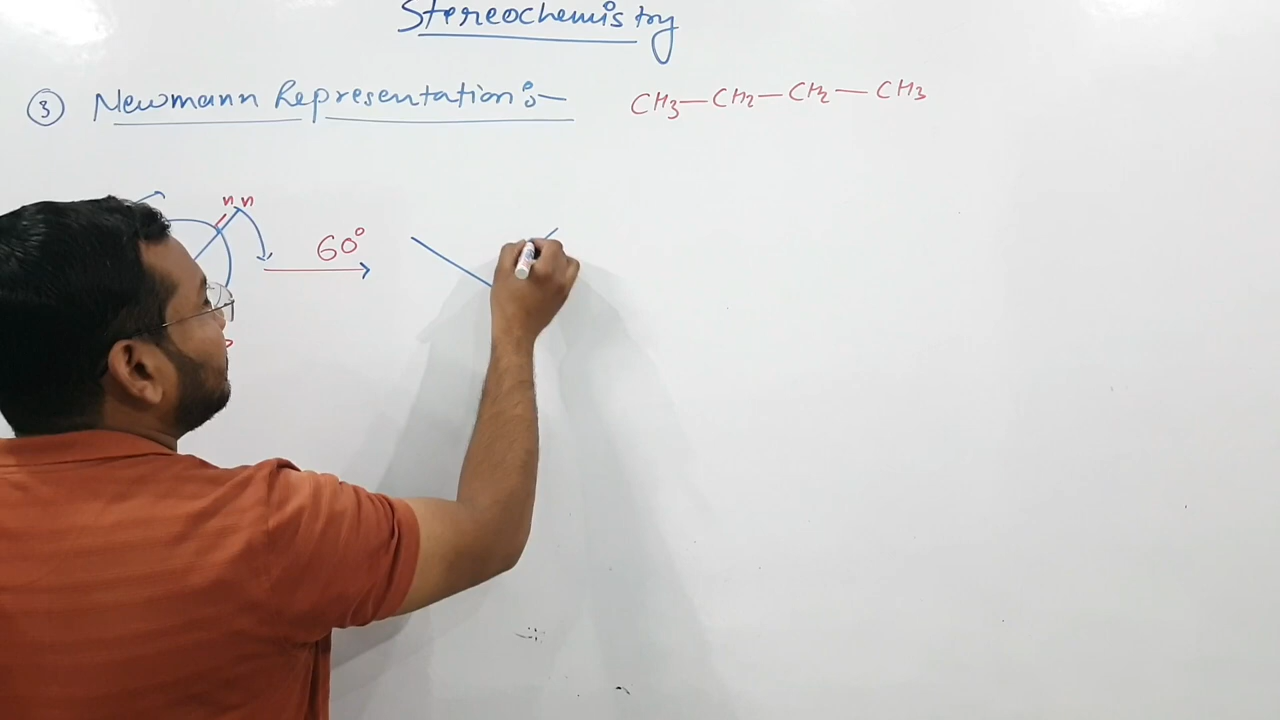 Stereochemistry
③ Newmann Representation :-
CH3—CH2—CH2—CH3
60°